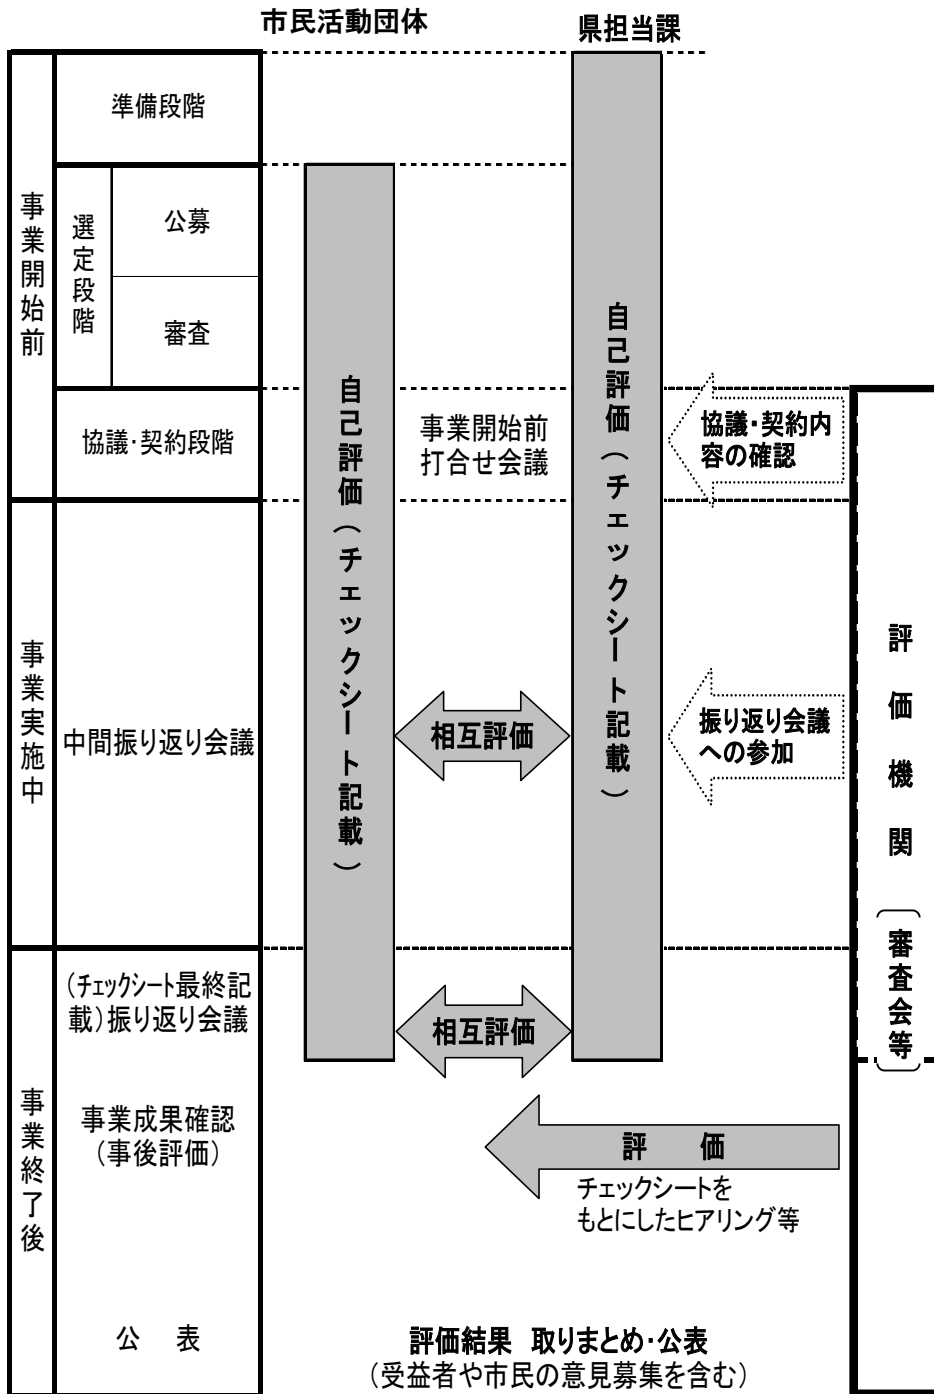 市民活動団体
県担当課
事業開始前
準備段階
選定段階
公募
審査
協議・契約段階
自己評価（チェックシート記載）
事業開始前
打合せ会議
自己評価（チェックシート記載）
協議・契約内
容の確認
事業実施中
中間振り返り会議
相互評価
振り返り会議
への参加
評価機関
（審査会等）
事業終了後
（チェックシート最終記
載）振り返り会議
相互評価
事業成果確認
（事後評価）
評　価
チェックシートを
もとにしたヒアリング等
公　表
評価結果 取りまとめ・公表
（受益者や市民の意見募集を含む）